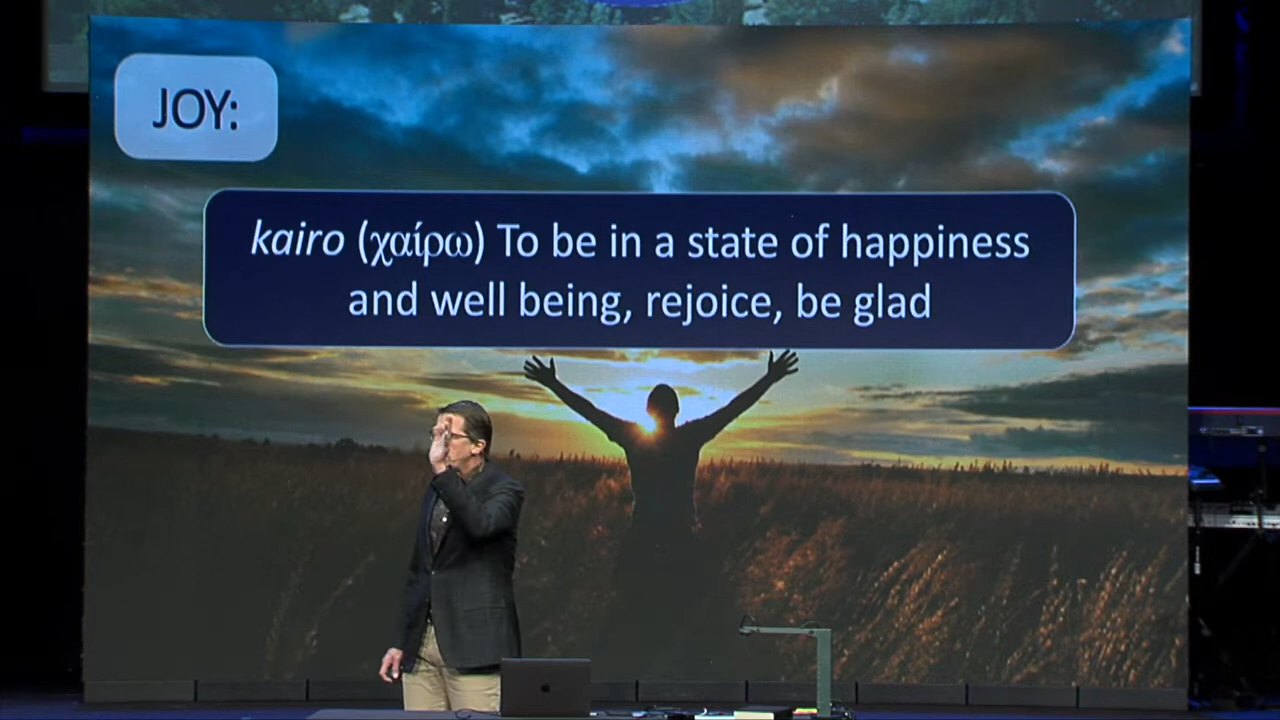 JOY:
kairo (χαίρω) To be in a state of happiness
and well being, rejoice, be glad